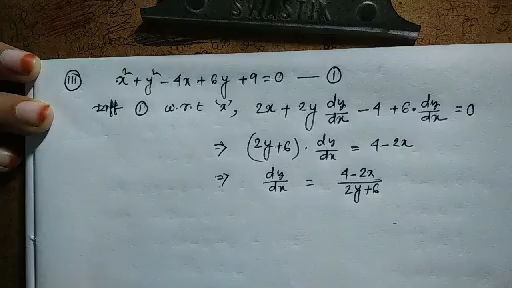 SWASTIK
(iii) x² + y² - 4x + 6y + 9 = 0 — ①
diff ① w.r.t 'x', 2x + 2y dy/dx - 4 + 6 · dy/dx = 0
⇒ (2y+6) · dy/dx = 4 - 2x
⇒ dy/dx = (4-2x)/(2y+6)